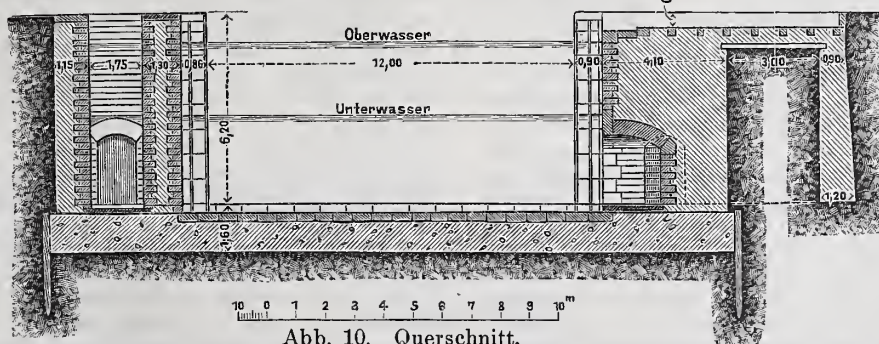 g
Oberwasser
1,15 1,75 1,30 0,86 12,00 0,90 4,10 3,00 0,90
Unterwasser
6,20
1,20
1,60
10 0 1 2 3 4 5 6 7 8 9 10 m
Abb. 10. Querschnitt.